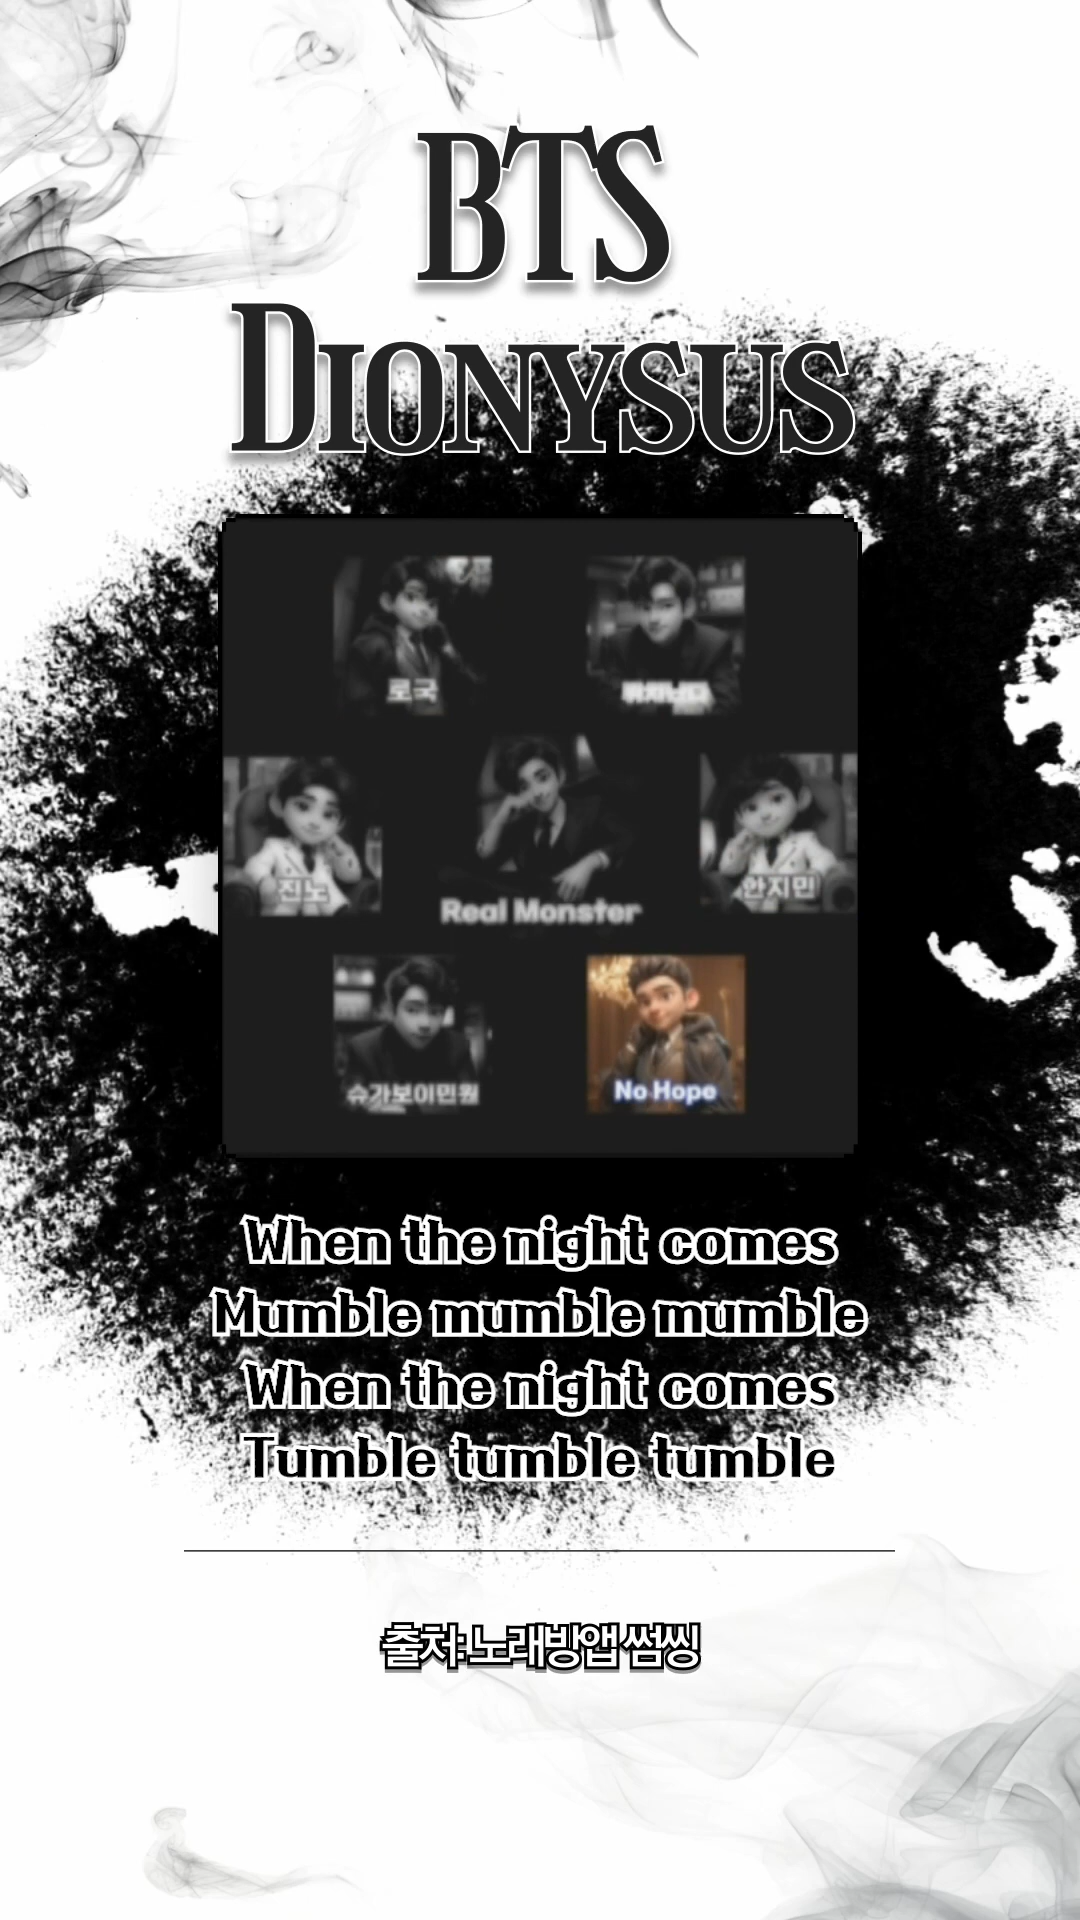 BTS
DIONYSUS
로국
진노
Real Monster
안지민
슈가보이민원
No Hope
When the night comes
Mumble mumble mumble
When the night comes
Tumble tumble tumble
출처: 노래방앱 썸씽